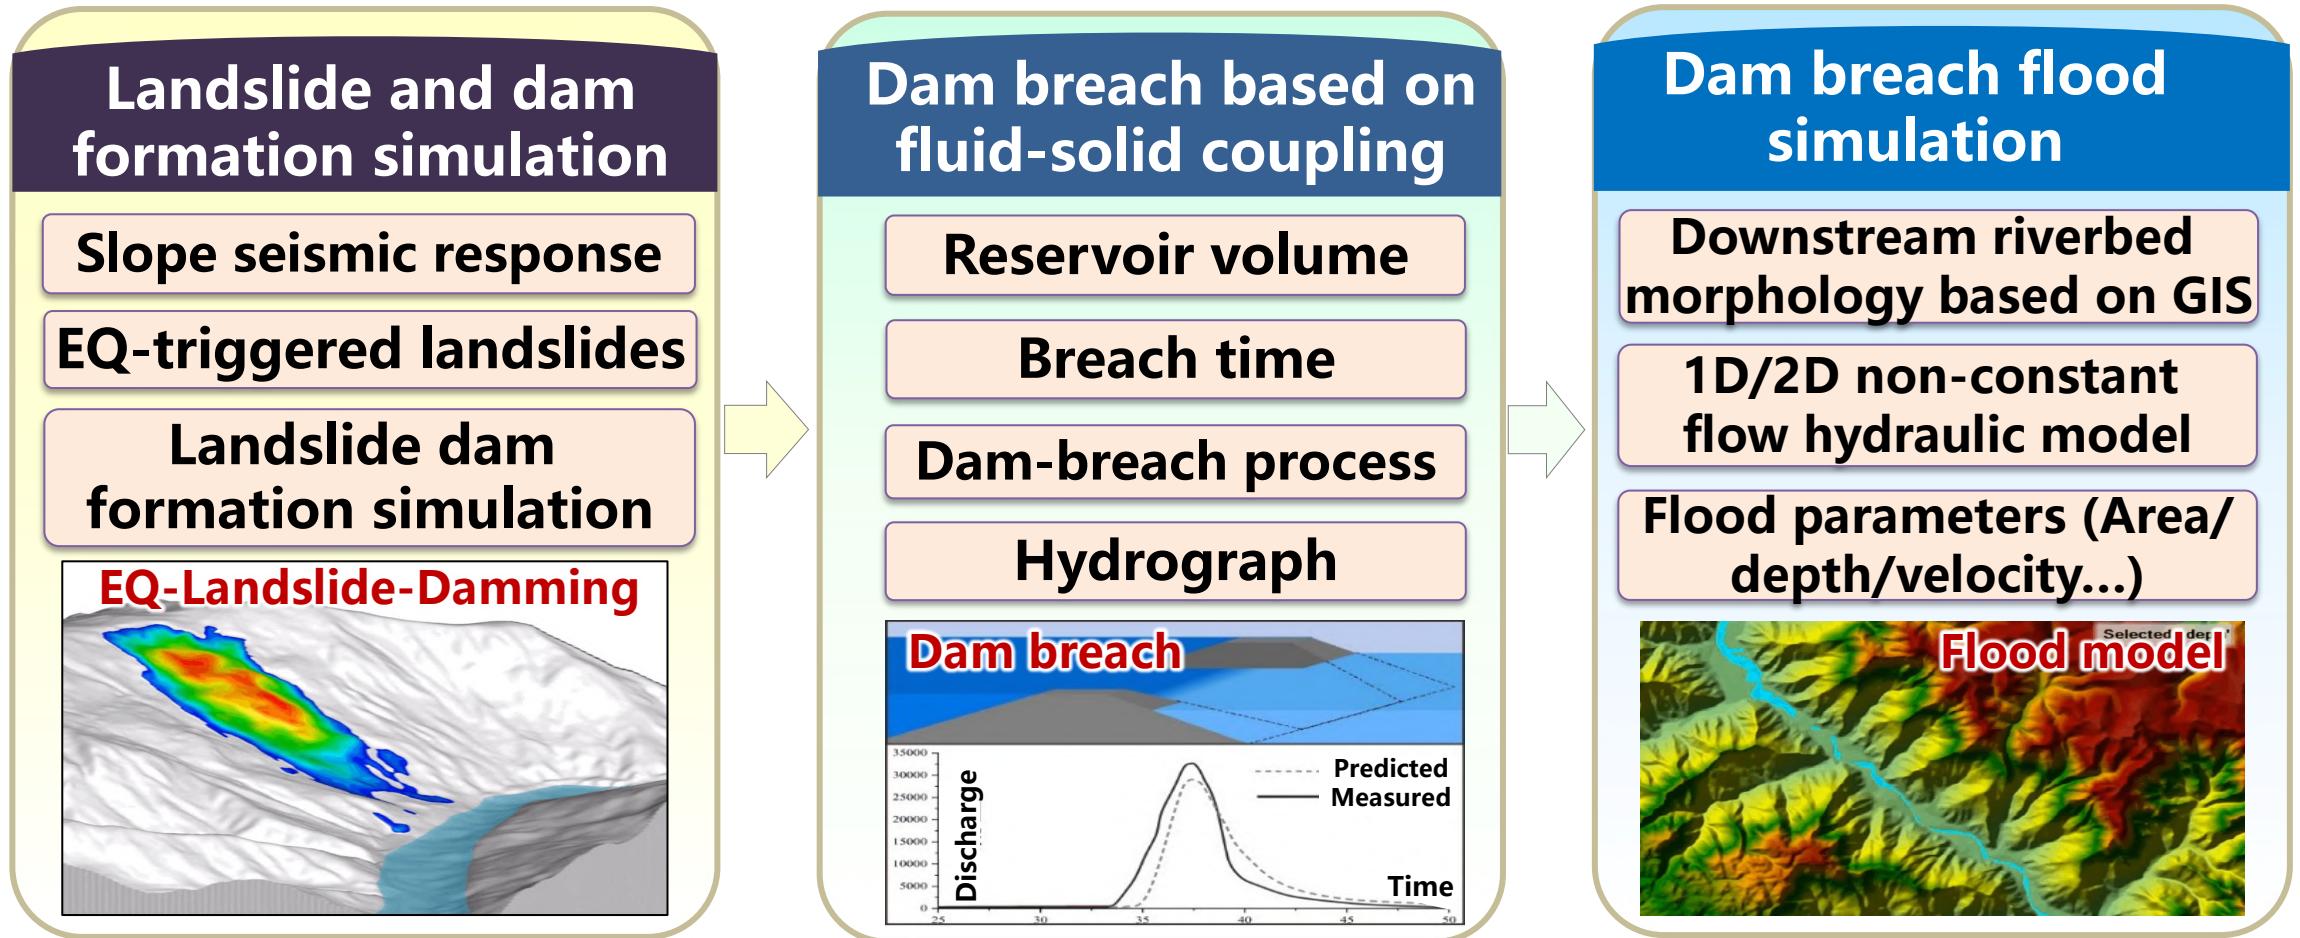 Landslide and dam
formation simulation
Slope seismic response
EQ-triggered landslides
Landslide dam
formation simulation
EQ-Landslide-Damming
Dam breach based on
fluid-solid coupling
Reservoir volume
Breach time
Dam-breach process
Hydrograph
Dam breach
35000
30000
25000
20000
15000
10000
5000
0
Discharge
Predicted
Measured
Time
25 30 35 40 45 50
Dam breach flood
simulation
Downstream riverbed
morphology based on GIS
1D/2D non-constant
flow hydraulic model
Flood parameters (Area/
depth/velocity...)
Selected
Flood model